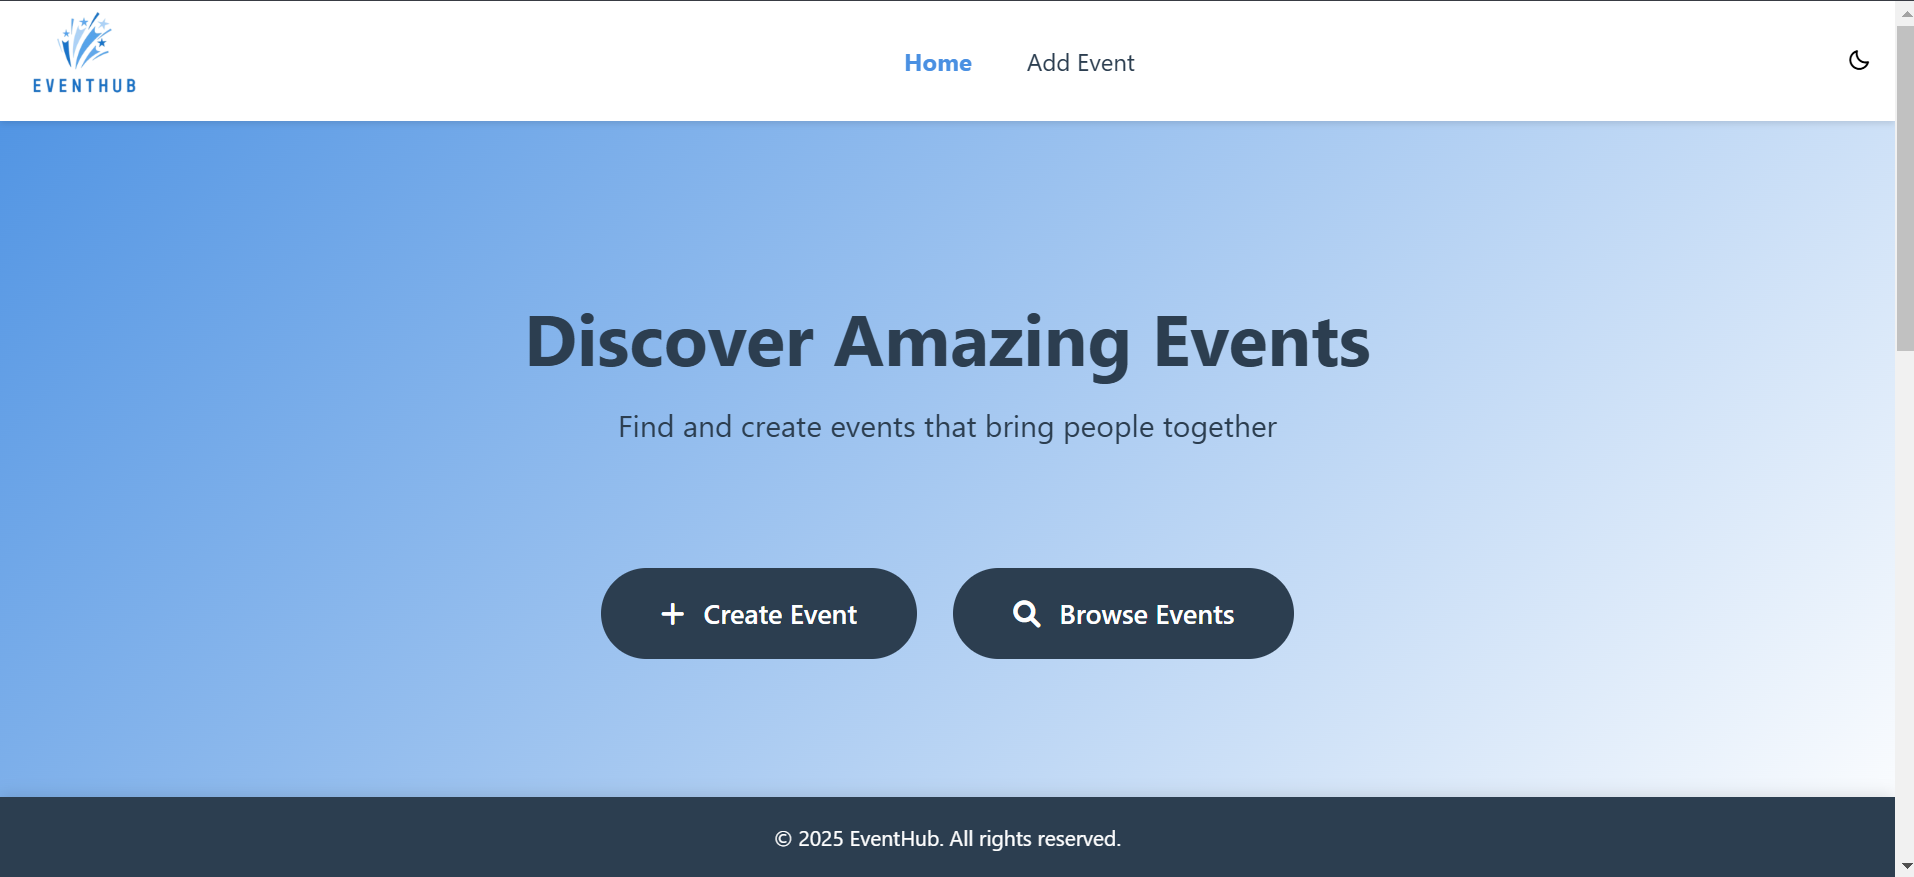 EVENTHUB
Home
Add Event
Discover Amazing Events
Find and create events that bring people together
Create Event
Browse Events
© 2025 EventHub. All rights reserved.